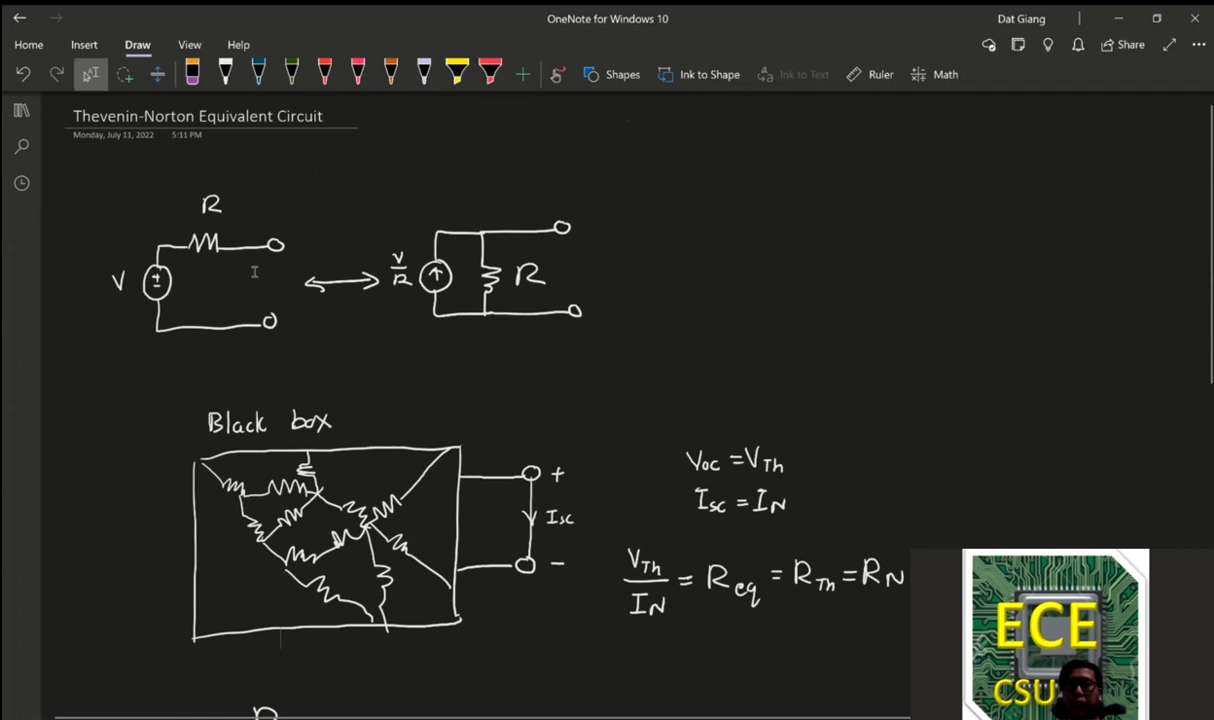 OneNote for Windows 10
Dat Giang
Home Insert Draw View Help
Share
Shapes Ink to Shape Ink to Text Ruler Math
Thevenin-Norton Equivalent Circuit
Monday, July 11, 2022 5:11 PM
R
V + -
V/R R
Black box
+
Isc
-
Voc = VTh
Isc = IN
VTh/IN = Req = RTh = RN
ECE
CSU